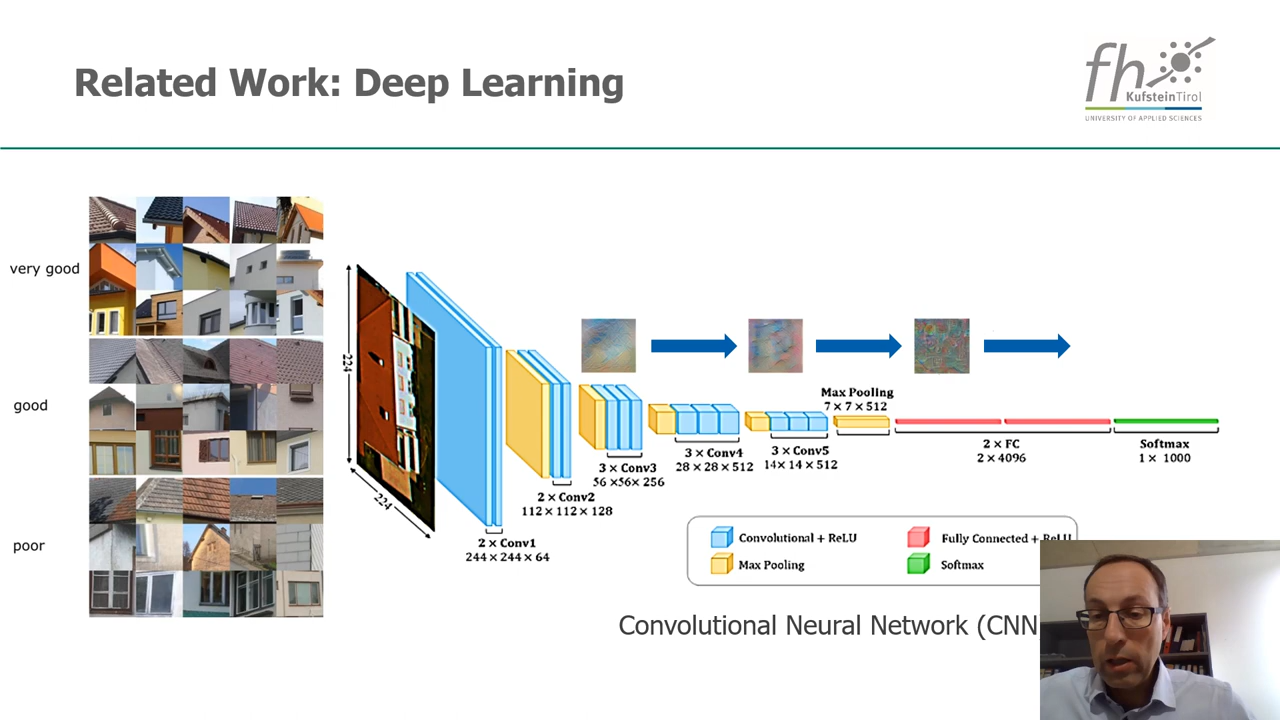 Related Work: Deep Learning
fh
KufsteinTirol
UNIVERSITY OF APPLIED SCIENCES
very good
good
poor
224
224
2 × Conv1
244 × 244 × 64
2 × Conv2
112 × 112 × 128
3 × Conv3
56 × 56 × 256
3 × Conv4
28 × 28 × 512
3 × Conv5
14 × 14 × 512
Max Pooling
7 × 7 × 512
2 × FC
2 × 4096
Softmax
1 × 1000
Convolutional + ReLU
Fully Connected + ReLU
Max Pooling
Softmax
Convolutional Neural Network (CNN